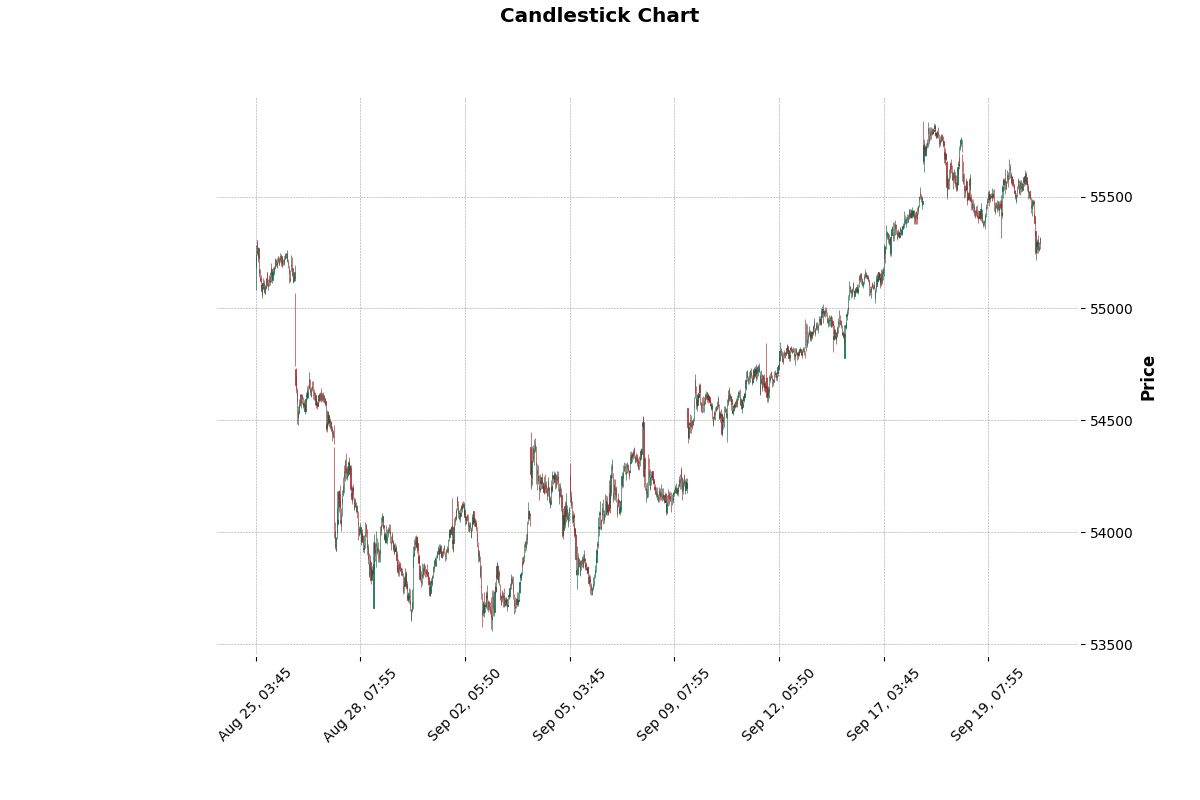 Candlestick Chart
55500
55000
54500
54000
53500
Price
Aug 25, 03:45
Aug 28, 07:55
Sep 02, 05:50
Sep 05, 03:45
Sep 09, 07:55
Sep 12, 05:50
Sep 17, 03:45
Sep 19, 07:55